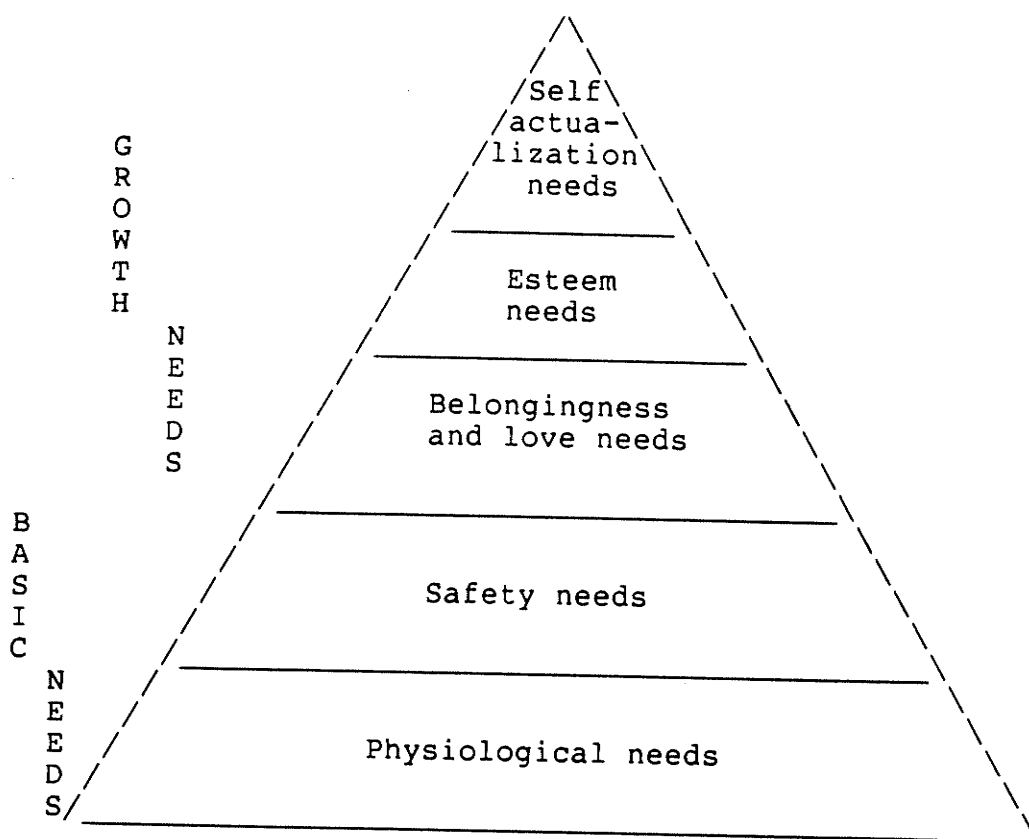 Self
actua-
lization
needs
GROWTH
NEEDS
Esteem
needs
Belongingness
and love needs
BASIC
NEEDS
Safety needs
Physiological needs